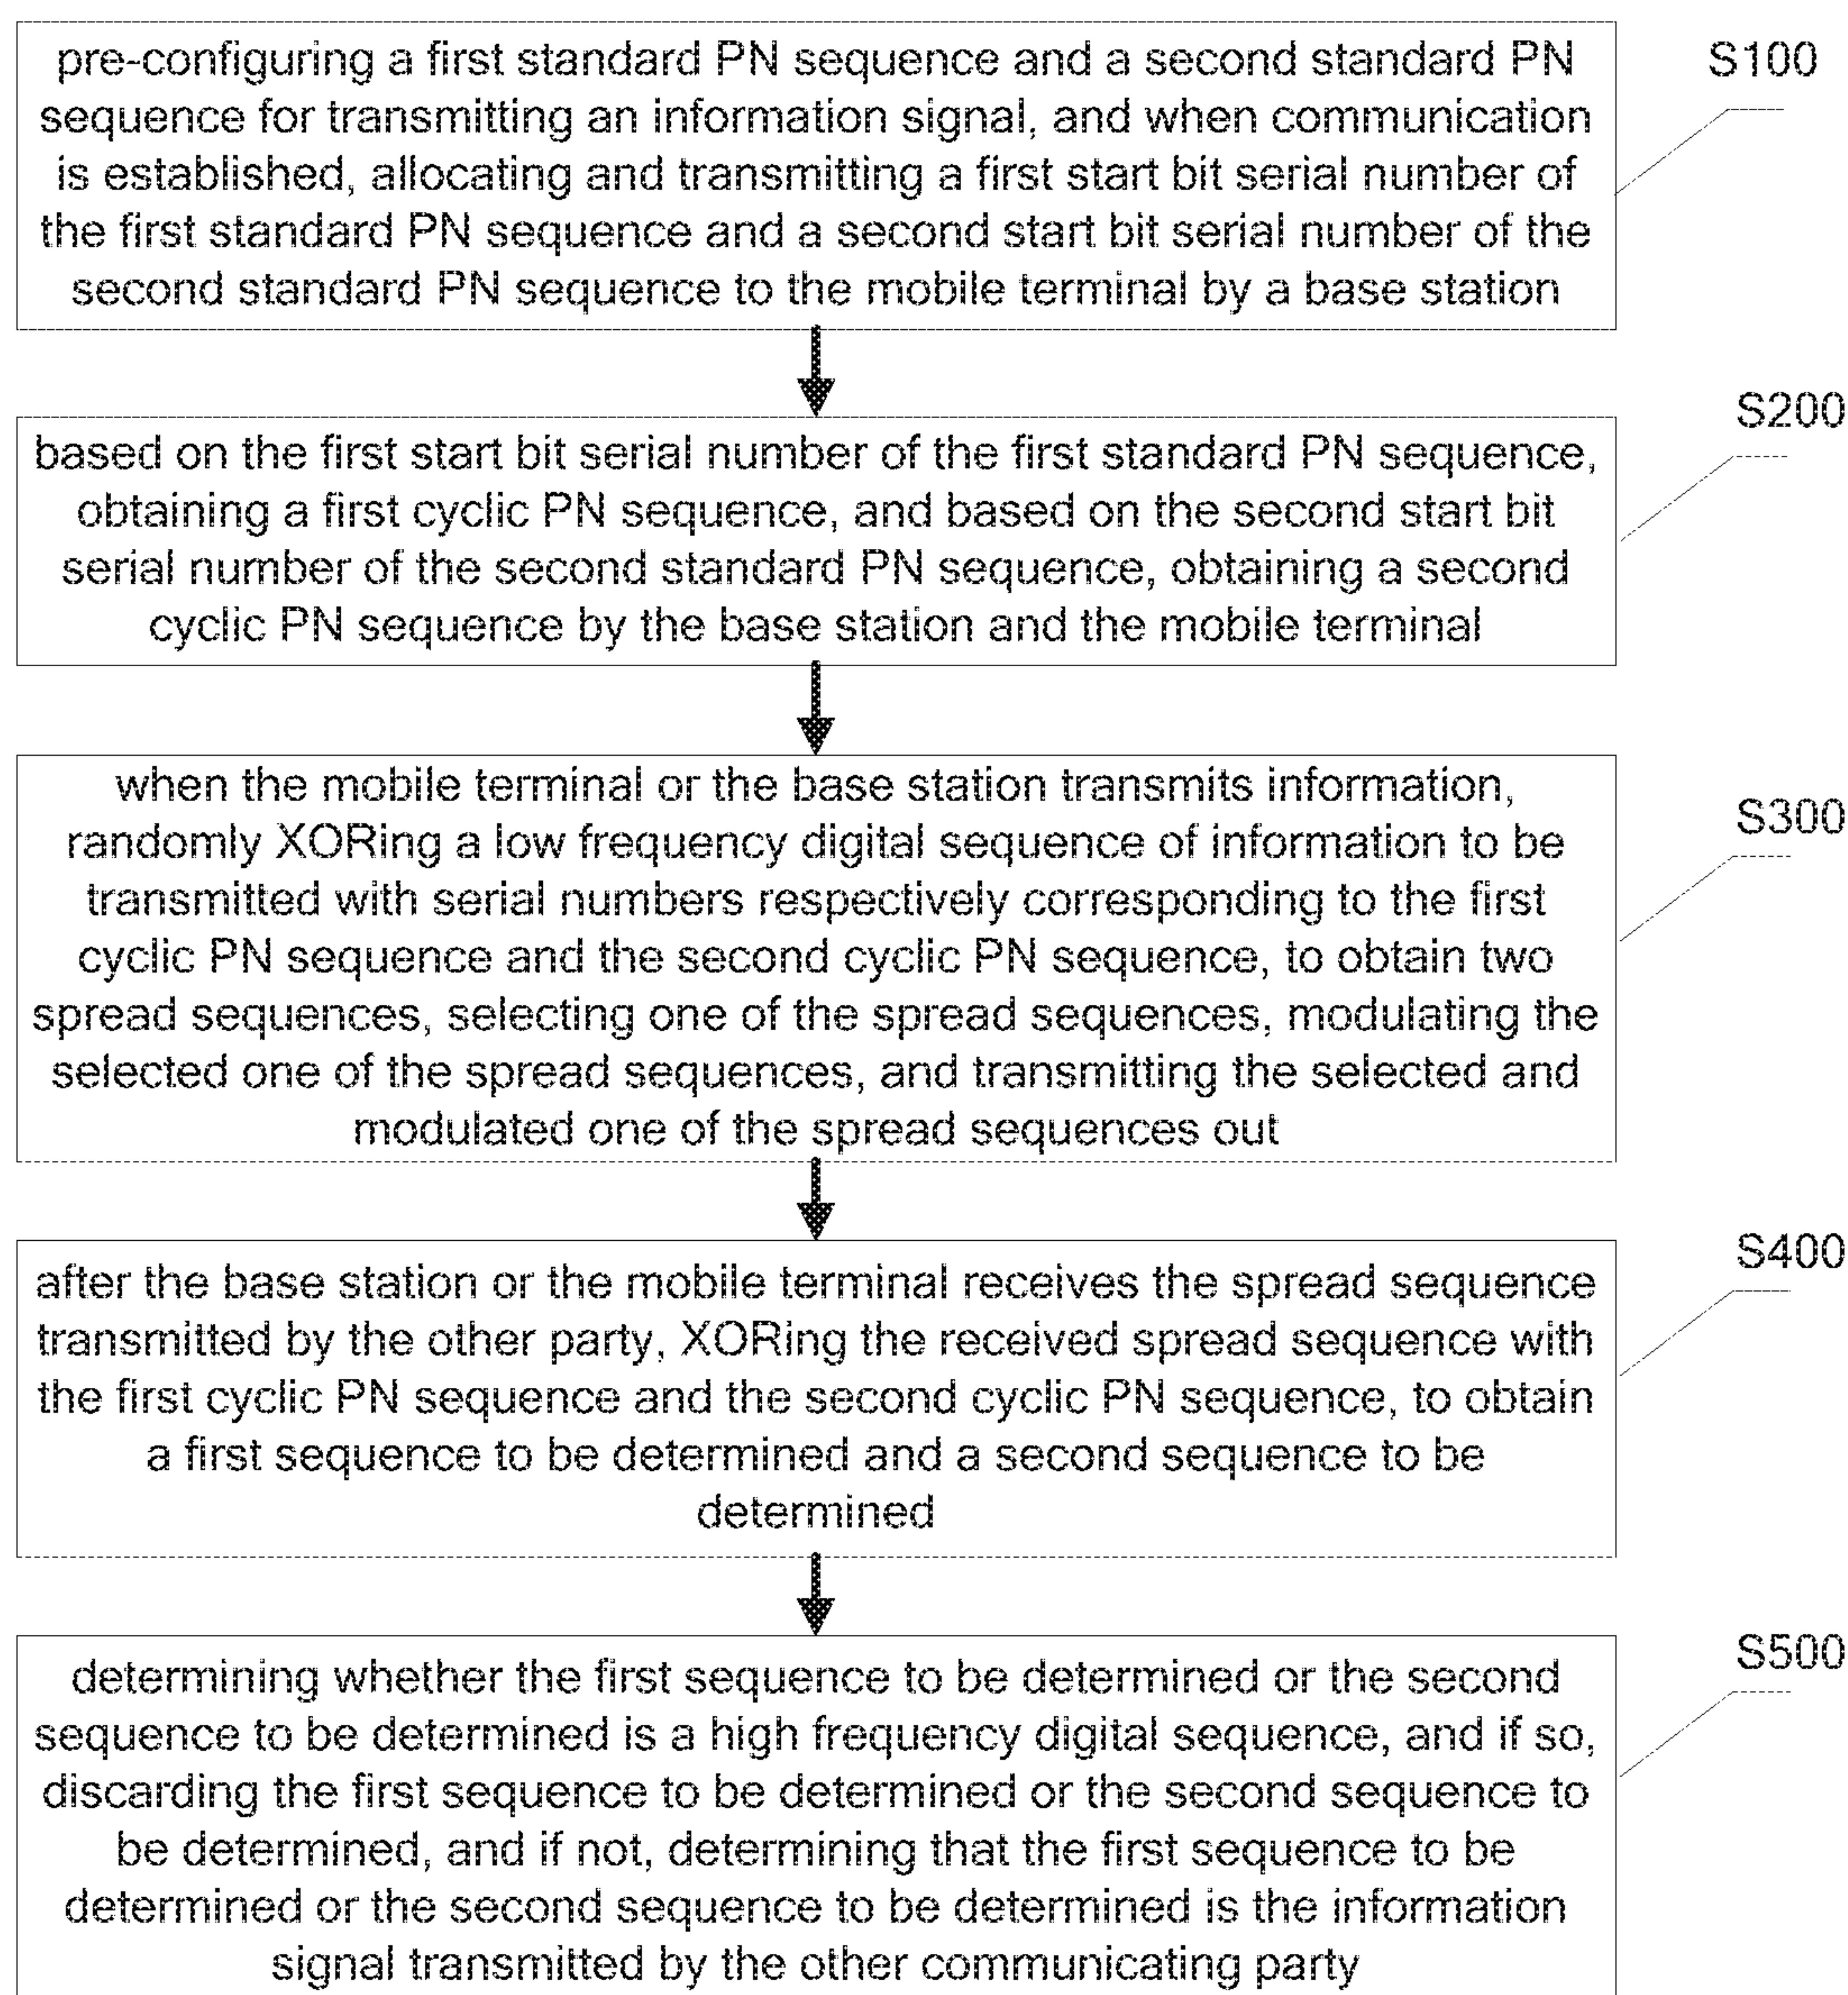 pre-configuring a first standard PN sequence and a second standard PN
sequence for transmitting an information signal, and when communication
is established, allocating and transmitting a first start bit serial number of
the first standard PN sequence and a second start bit serial number of the
second standard PN sequence to the mobile terminal by a base station
S100
based on the first start bit serial number of the first standard PN sequence,
obtaining a first cyclic PN sequence, and based on the second start bit
serial number of the second standard PN sequence, obtaining a second
cyclic PN sequence by the base station and the mobile terminal
S200
when the mobile terminal or the base station transmits information,
randomly XORing a low frequency digital sequence of information to be
transmitted with serial numbers respectively corresponding to the first
cyclic PN sequence and the second cyclic PN sequence, to obtain two
spread sequences, selecting one of the spread sequences, modulating the
selected one of the spread sequences, and transmitting the selected and
modulated one of the spread sequences out
S300
after the base station or the mobile terminal receives the spread sequence
transmitted by the other party, XORing the received spread sequence with
the first cyclic PN sequence and the second cyclic PN sequence, to obtain
a first sequence to be determined and a second sequence to be
determined
S400
determining whether the first sequence to be determined or the second
sequence to be determined is a high frequency digital sequence, and if so,
discarding the first sequence to be determined or the second sequence to
be determined, and if not, determining that the first sequence to be
determined or the second sequence to be determined is the information
signal transmitted by the other communicating party
S500